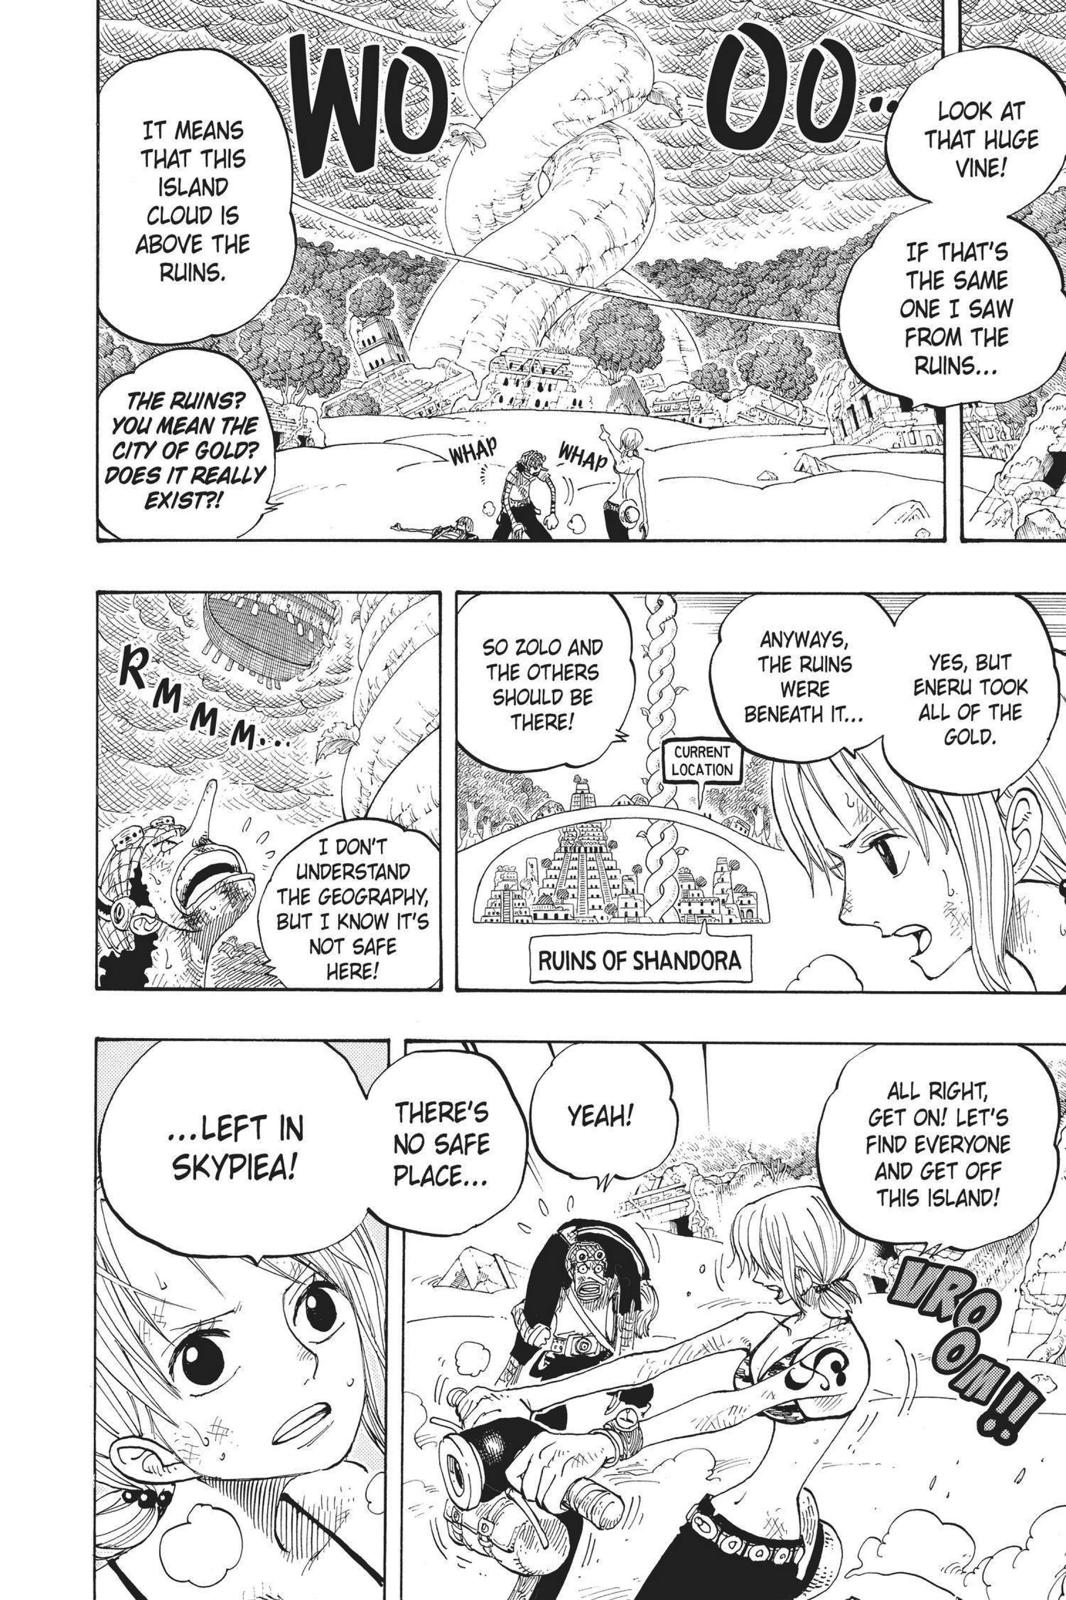 LOOK AT
THAT HUGE
VINE!
IF THAT'S
THE SAME
ONE I SAW
FROM THE
RUINS...
WO
OO..
IT MEANS
THAT THIS
ISLAND
CLOUD IS
ABOVE THE
RUINS.
WHAP
WHAP
THE RUINS?
YOU MEAN THE
CITY OF GOLD?
DOES IT REALLY
EXIST?!
YES, BUT
ENERU TOOK
ALL OF THE
GOLD.
ANYWAYS,
THE RUINS
WERE
BENEATH IT...
SO ZOLO AND
THE OTHERS
SHOULD BE
THERE!
CURRENT
LOCATION
RUINS OF SHANDORA
RMMM...
I DON'T
UNDERSTAND
THE GEOGRAPHY,
BUT I KNOW IT'S
NOT SAFE
HERE!
ALL RIGHT,
GET ON! LET'S
FIND EVERYONE
AND GET OFF
THIS ISLAND!
YEAH!
VRO
OM!!
THERE'S
NO SAFE
PLACE...
...LEFT IN
SKYPIEA!